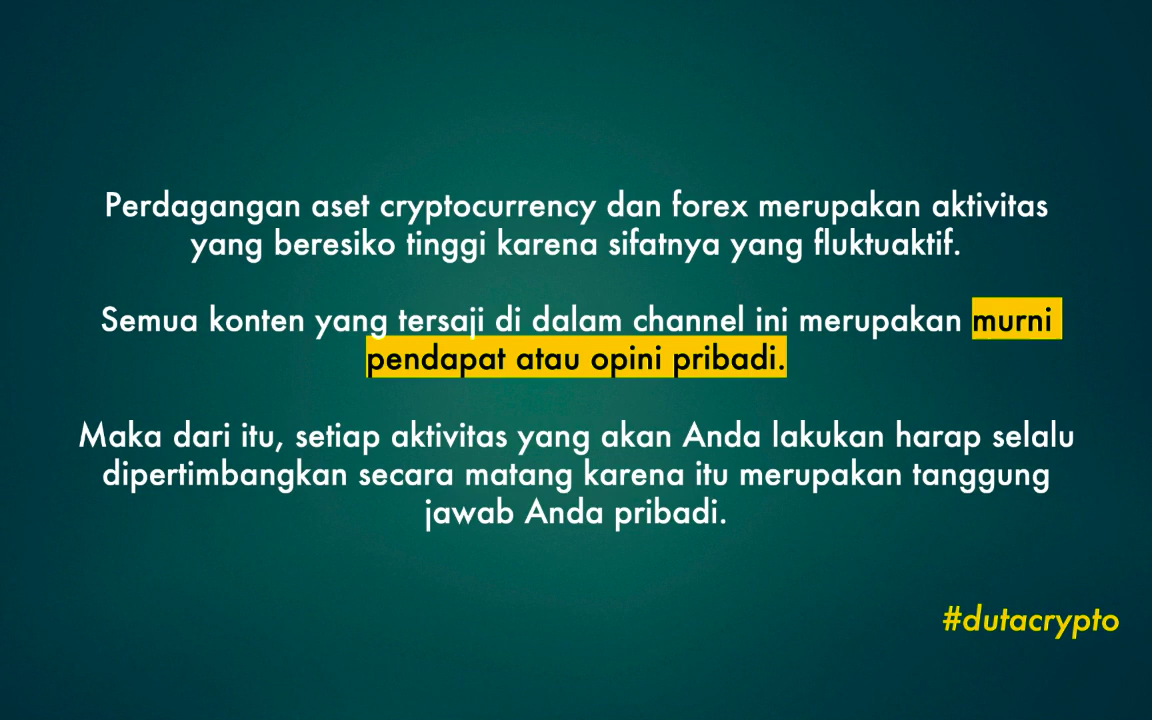 Perdagangan aset cryptocurrency dan forex merupakan aktivitas
yang beresiko tinggi karena sifatnya yang fluktuaktif.
Semua konten yang tersaji di dalam channel ini merupakan murni
pendapat atau opini pribadi.
Maka dari itu, setiap aktivitas yang akan Anda lakukan harap selalu
dipertimbangkan secara matang karena itu merupakan tanggung
jawab Anda pribadi.
#dutacrypto